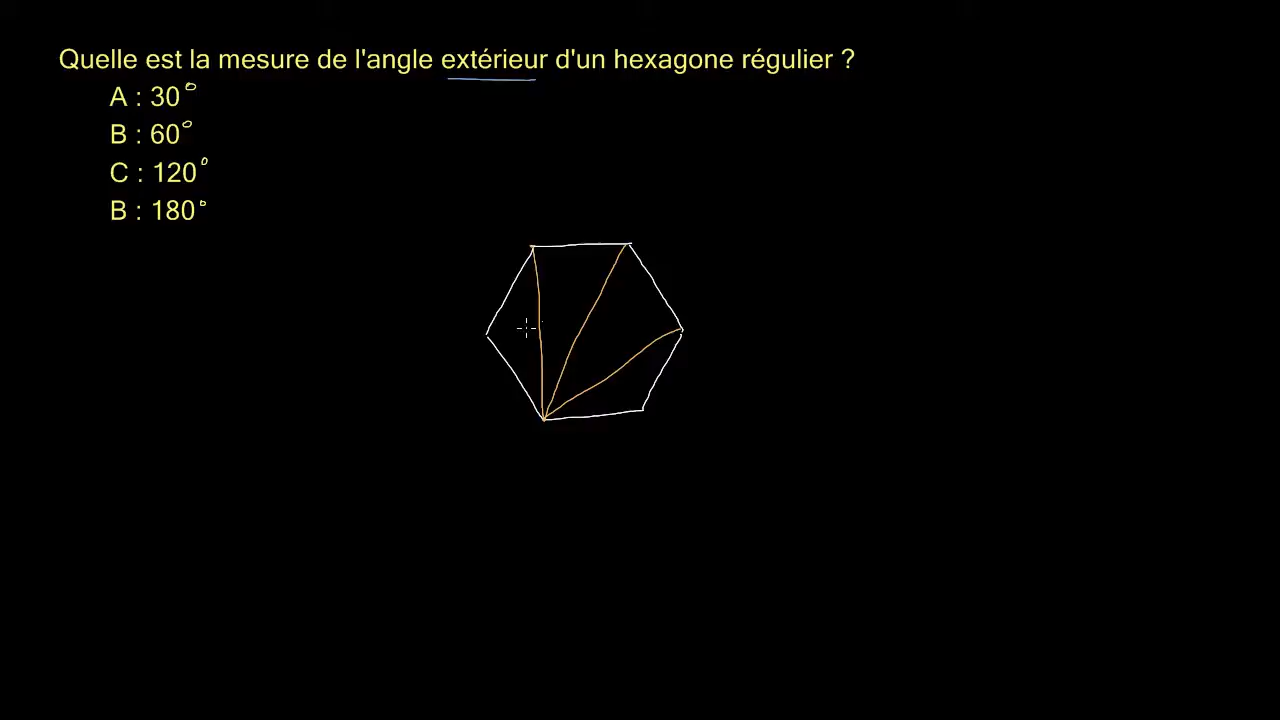 Quelle est la mesure de l'angle extérieur d'un hexagone régulier ?
A : 30°
B : 60°
C : 120°
B : 180°